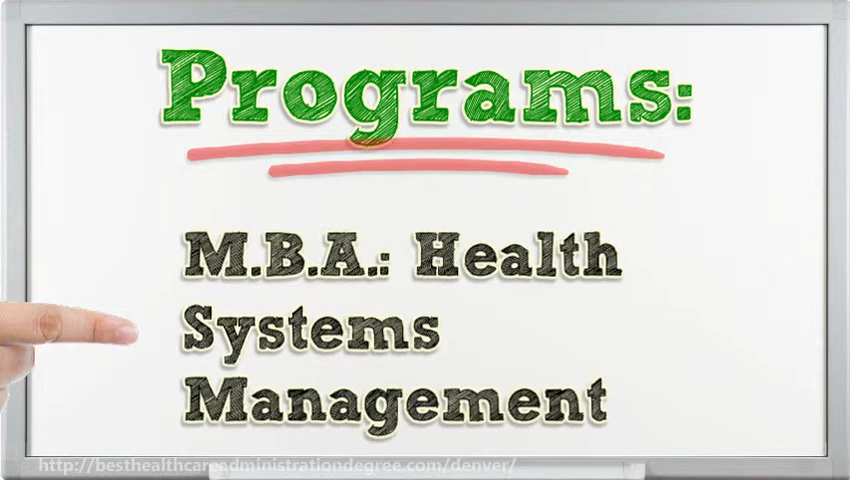 Programs:
M.B.A.: Health
Systems
Management
http://besthealthcareadministrationdegree.com/denver/